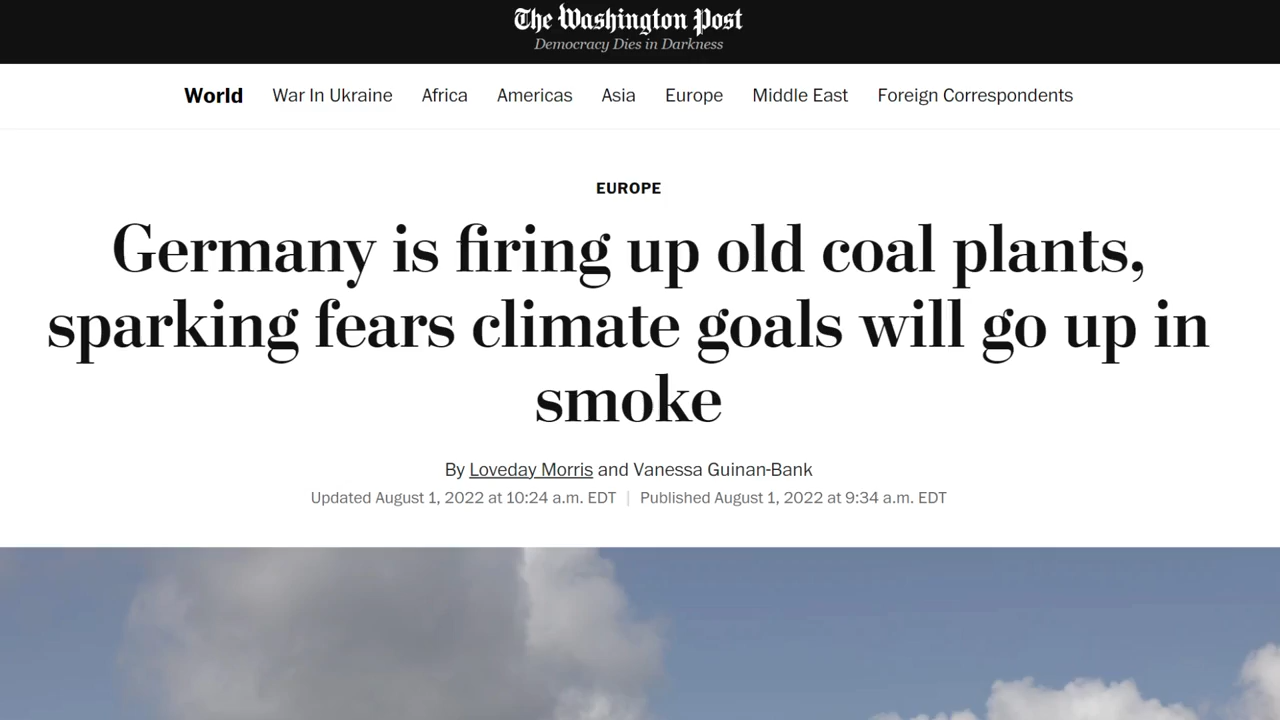 The Washington Post
Democracy Dies in Darkness
World War In Ukraine Africa Americas Asia Europe Middle East Foreign Correspondents
EUROPE
Germany is firing up old coal plants,
sparking fears climate goals will go up in
smoke
By Loveday Morris and Vanessa Guinan-Bank
Updated August 1, 2022 at 10:24 a.m. EDT | Published August 1, 2022 at 9:34 a.m. EDT